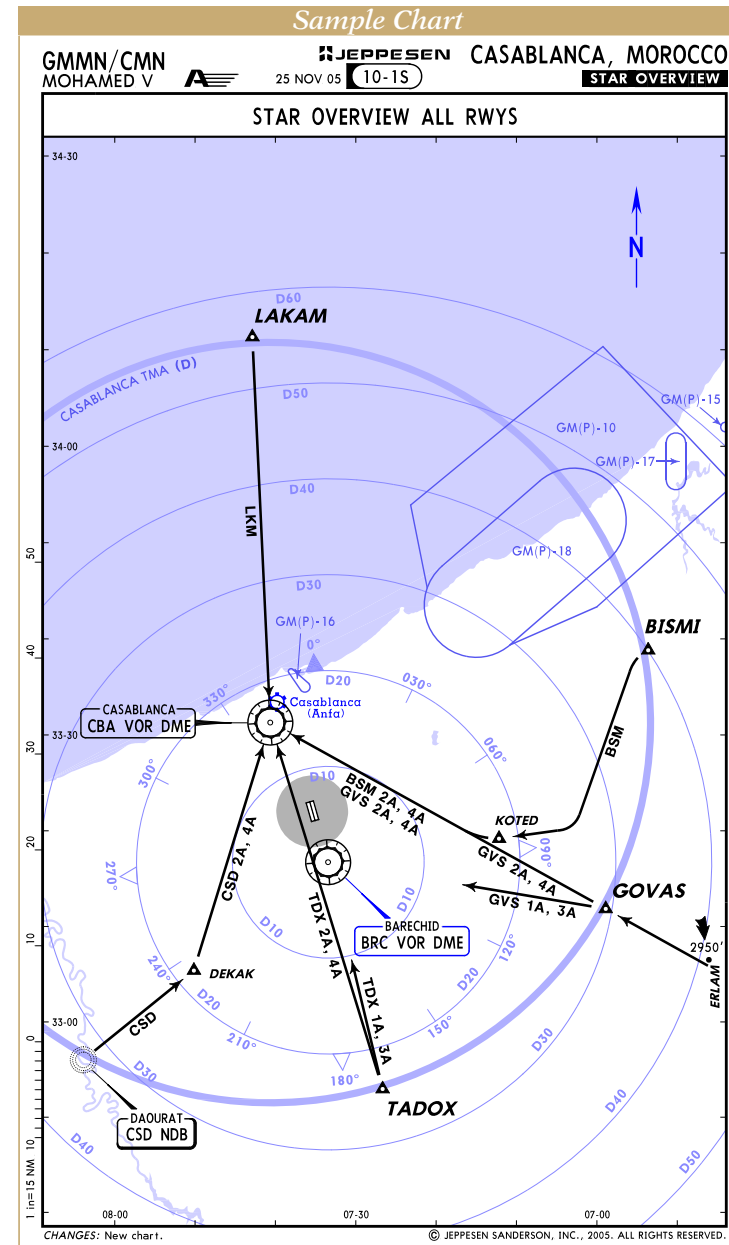 Sample Chart
GMMN/CMN
MOHAMED V
JEPPESEN
25 NOV 05
10-1S
CASABLANCA, MOROCCO
STAR OVERVIEW
STAR OVERVIEW ALL RWYS
34-30
N
D60
LAKAM
CASABLANCA TMA (D)
D50
GM(P)-15
GM(P)-10
34-00
GM(P)-17
D40
LKM
GM(P)-18
50
D30
GM(P)-16
0°
BISMI
40
D20
030°
330°
CASABLANCA
CBA VOR DME
Casablanca
(Anfa)
33-30
30
BSM
060°
300°
D10
BSM 2A, 4A
GVS 2A, 4A
KOTED
20
090°
CSD 2A, 4A
GVS 2A, 4A
270°
GOVAS
GVS 1A, 3A
D10
TDX 2A, 4A
BARECHID
BRC VOR DME
D10
120°
2950'
10
240°
DEKAK
D20
D20
ERLAM
TDX 1A, 3A
33-00
CSD
210°
150°
0
D30
180°
D30
TADOX
D40
DAOURAT
CSD NDB
D40
D50
10
1 in=15 NM
08-00
07-30
07-00
CHANGES: New chart.
© JEPPESEN SANDERSON, INC., 2005. ALL RIGHTS RESERVED.